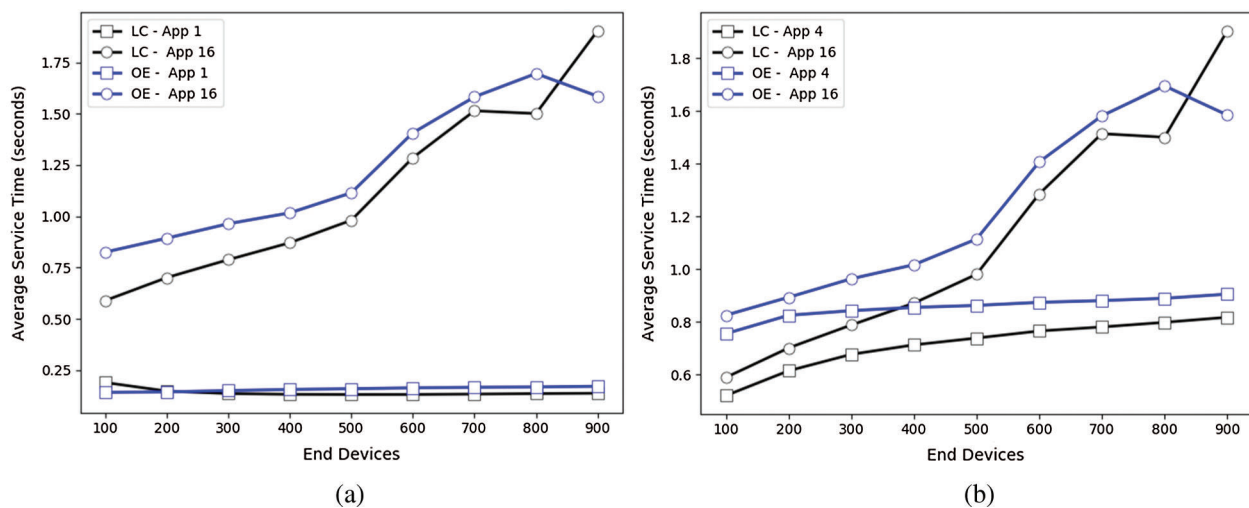 LC - App 1
LC - App 16
OE - App 1
OE - App 16
1.75
1.50
1.25
1.00
0.75
0.50
0.25
Average Service Time (seconds)
100 200 300 400 500 600 700 800 900
End Devices
(a)
LC - App 4
LC - App 16
OE - App 4
OE - App 16
1.8
1.6
1.4
1.2
1.0
0.8
0.6
Average Service Time (seconds)
100 200 300 400 500 600 700 800 900
End Devices
(b)